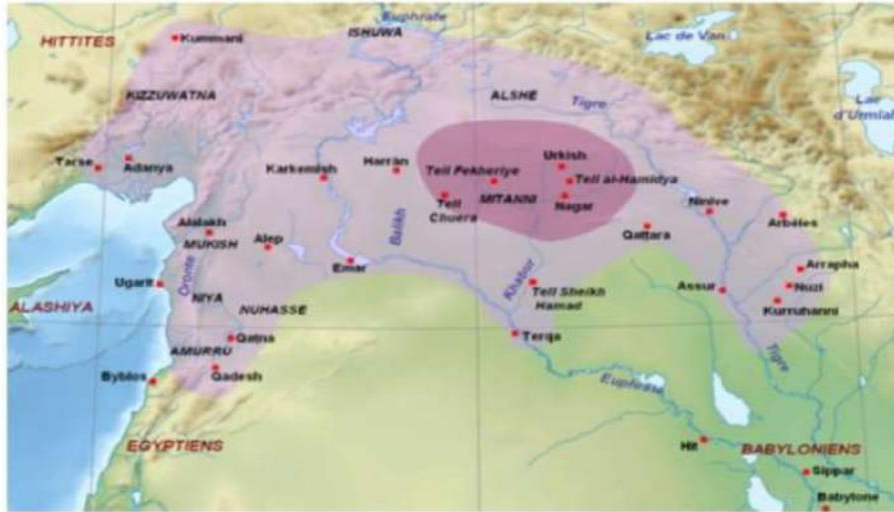 Euphrate
HITTITES
Kummani
ISHUWA
Lac de Van
KIZZUWATNA
ALSHE
Tigre
Lac
d'Urmiah
Tarse
Adanya
Karkemish
Harran
Tell Fekheriye
Urkish
Tell al-Hamidya
Tell
Chuera
MITANNI
Nagar
Ninive
Arbèles
Alalakh
MUKISH
Alep
Balikh
Qattara
Emar
Khabor
Arrapha
Ugarit
Oronte
NIYA
Tell Sheikh
Hamad
Assur
Nuzi
Kurruhanni
ALASHIYA
NUHASSE
Qatna
Terqa
AMURRU
Tigre
Byblos
Qadesh
Euphrate
EGYPTIENS
Hit
BABYLONIENS
Sippar
Babylone